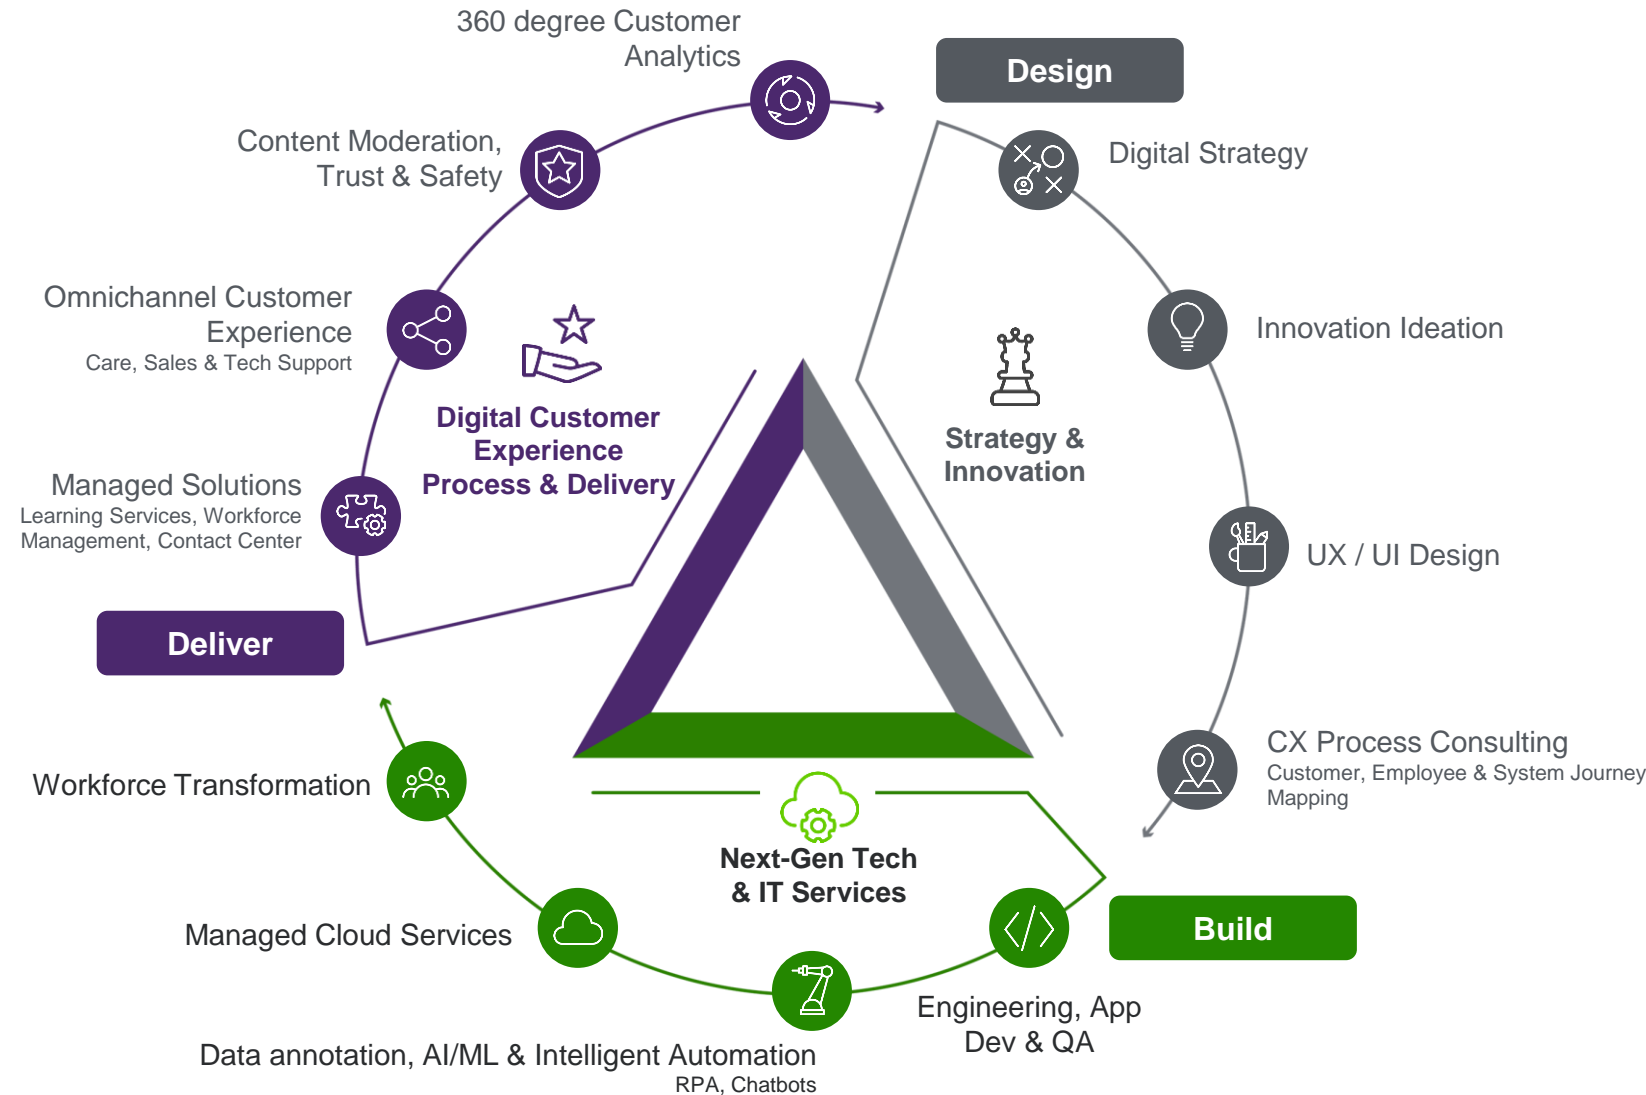 360 degree Customer
Analytics
Design
Content Moderation,
Trust & Safety
Digital Strategy
Omnichannel Customer
Experience
Care, Sales & Tech Support
Innovation Ideation
Digital Customer
Experience
Process & Delivery
Strategy &
Innovation
Managed Solutions
Learning Services, Workforce
Management, Contact Center
UX / UI Design
Deliver
CX Process Consulting
Customer, Employee & System Journey
Mapping
Workforce Transformation
Next-Gen Tech
& IT Services
Managed Cloud Services
Build
Engineering, App
Dev & QA
Data annotation, AI/ML & Intelligent Automation
RPA, Chatbots